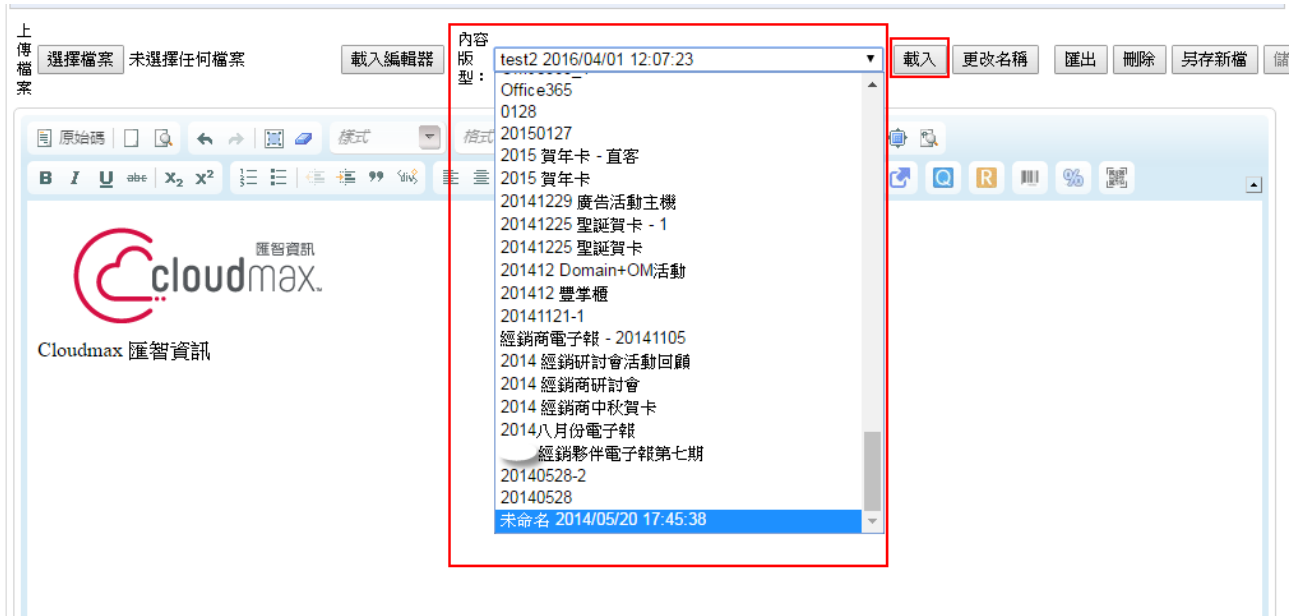 上傳檔案
選擇檔案 未選擇任何檔案 載入編輯器
內容版型：
test2 2016/04/01 12:07:23
載入 更改名稱 匯出 刪除 另存新檔
Office365
0128
20150127
2015 賀年卡 - 直客
2015 賀年卡
20141229 廣告活動主機
20141225 聖誕賀卡 - 1
20141225 聖誕賀卡
201412 Domain+OM活動
201412 豐掌櫃
20141121-1
經銷商電子報 - 20141105
2014 經銷研討會活動回顧
2014 經銷商研討會
2014 經銷商中秋賀卡
2014八月份電子報
經銷夥伴電子報第七期
20140528-2
20140528
未命名 2014/05/20 17:45:38
原始碼 樣式 格式
B I U abc X₂ X² div
Q R %
匯智資訊
cloudmax
Cloudmax 匯智資訊